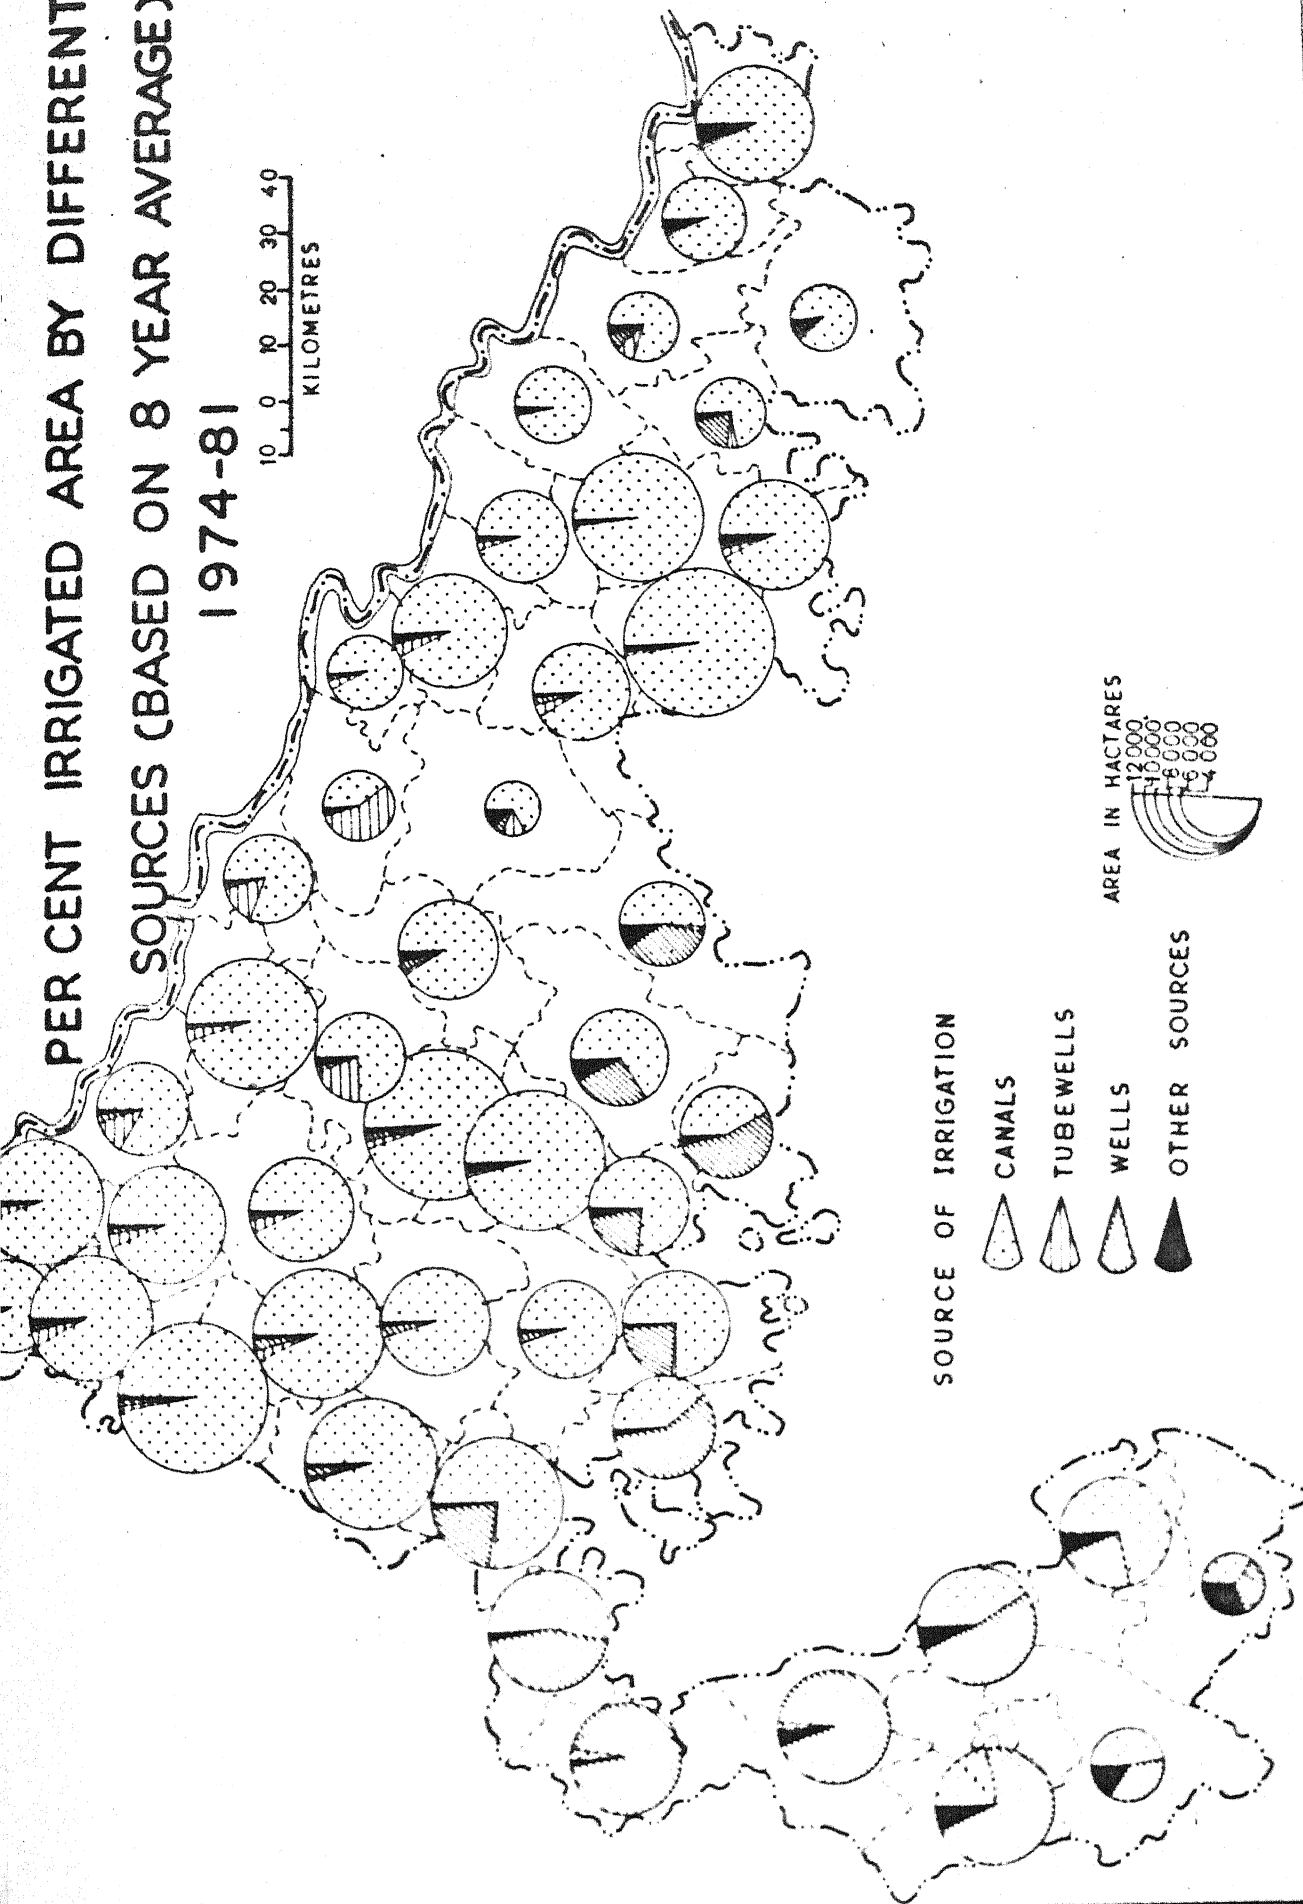 PER CENT IRRIGATED AREA BY DIFFERENT
SOURCES (BASED ON 8 YEAR AVERAGE)
1974-81
10 0 10 20 30 40
KILOMETRES
AREA IN HACTARES
12000
10000
8000
6000
4000
SOURCE OF IRRIGATION
CANALS
TUBEWELLS
WELLS
OTHER SOURCES